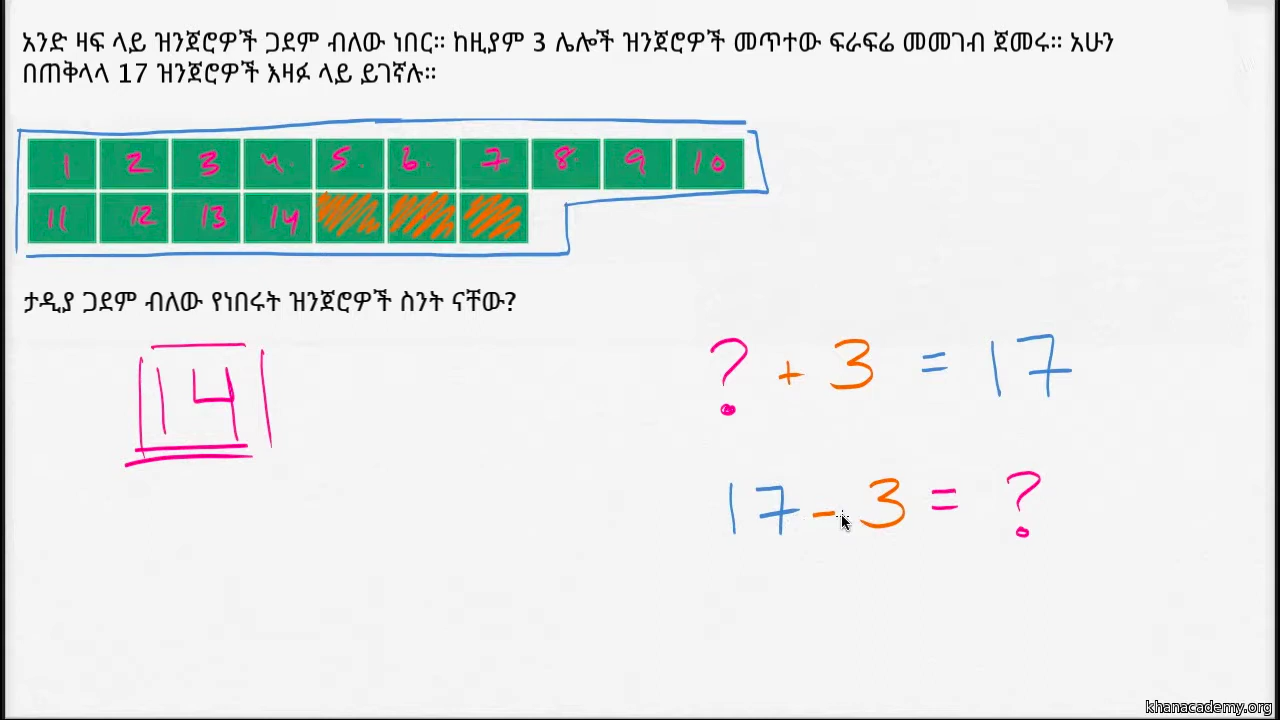 አንድ ዛፍ ላይ ዝንጀሮዎች ጋደም ብለው ነበር። ከዚያም 3 ሌሎች ዝንጀሮዎች መጥተው ፍራፍሬ መመገብ ጀመሩ። አሁን
በጠቅላላ 17 ዝንጀሮዎች እዛፉ ላይ ይገኛሉ።
1 2 3 4 5 6 7 8 9 10
11 12 13 14
ታዲያ ጋደም ብለው የነበሩት ዝንጀሮዎች ስንት ናቸው?
14
? + 3 = 17
17 - 3 = ?
khanacademy.org